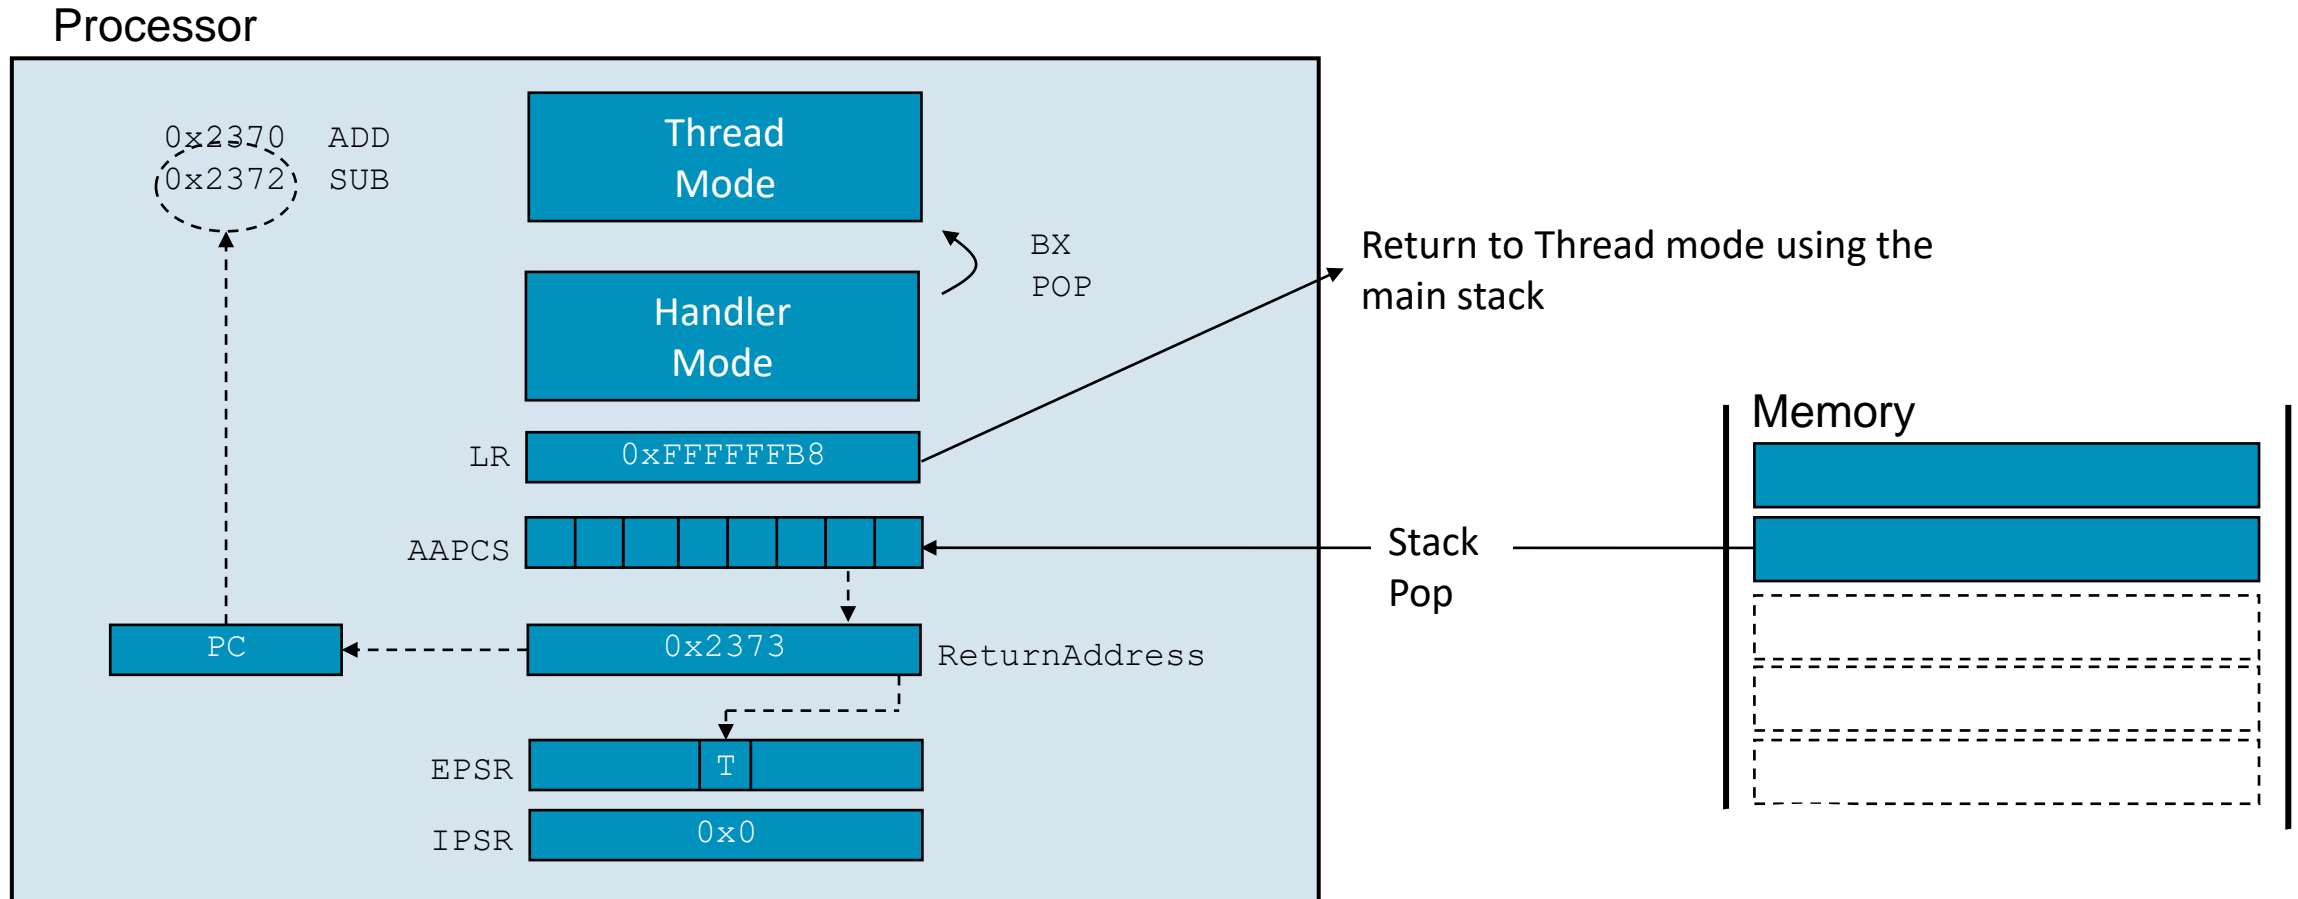 Processor
0x2370 ADD
0x2372 SUB
Thread
Mode
BX
POP
Handler
Mode
Return to Thread mode using the
main stack
LR 0xFFFFFFB8
Memory
AAPCS
Stack
Pop
PC
0x2373
ReturnAddress
EPSR T
IPSR 0x0